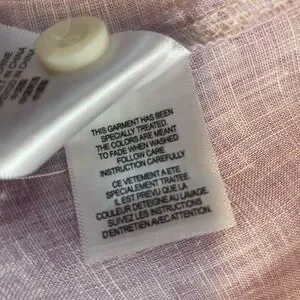 THIS GARMENT HAS BEEN
SPECIALLY TREATED.
THE COLORS ARE MEANT
TO FADE WHEN WASHED
FOLLOW CARE
INSTRUCTION CAREFULLY
CE VETEMENT A ETE
SPECIALEMENT TRAITEE
IL EST PREVU QUE LA
COULEUR DETEIGNE AU LAVAGE.
SUIVEZ LES INSTRUCTIONS
D'ENTRETIEN AVEC ATTENTION.